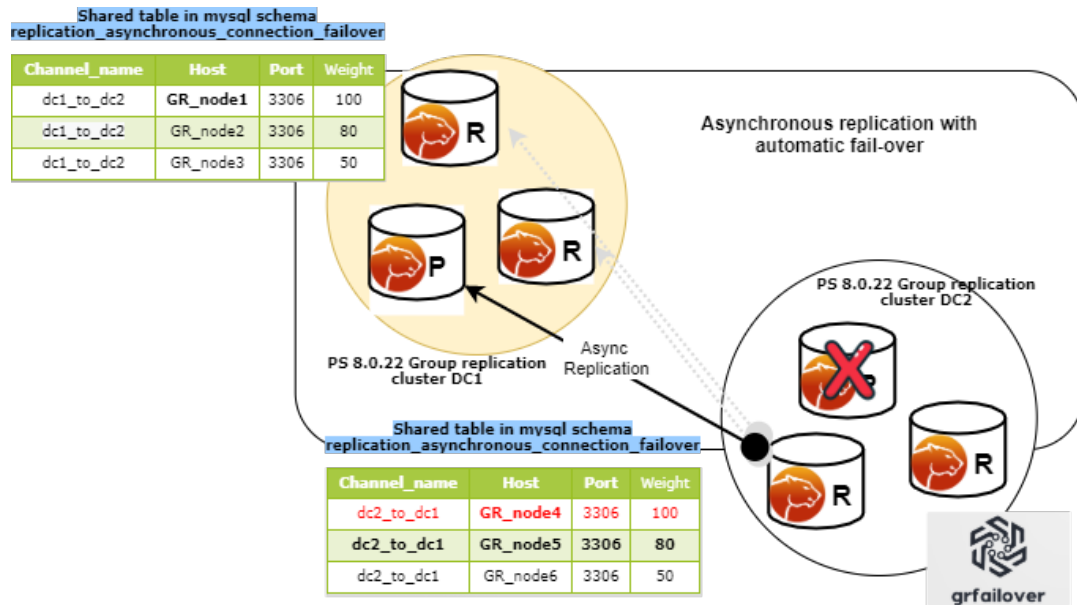 Shared table in mysql schema
replication_asynchronous_connection_failover
Channel_name Host Port Weight
dc1_to_dc2 GR_node1 3306 100
dc1_to_dc2 GR_node2 3306 80
dc1_to_dc2 GR_node3 3306 50
R
Asynchronous replication with
automatic fail-over
R
P
PS 8.0.22 Group replication
cluster DC2
Async
Replication
PS 8.0.22 Group replication
cluster DC1
P
R
R
Shared table in mysql schema
replication_asynchronous_connection_failover
Channel_name Host Port Weight
dc2_to_dc1 GR_node4 3306 100
dc2_to_dc1 GR_node5 3306 80
dc2_to_dc1 GR_node6 3306 50
grfailover